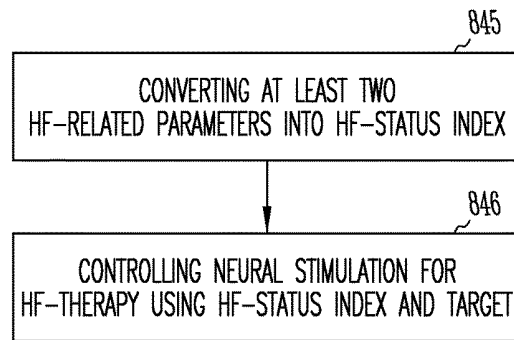 845
CONVERTING AT LEAST TWO
HF-RELATED PARAMETERS INTO HF-STATUS INDEX
846
CONTROLLING NEURAL STIMULATION FOR
HF-THERAPY USING HF-STATUS INDEX AND TARGET